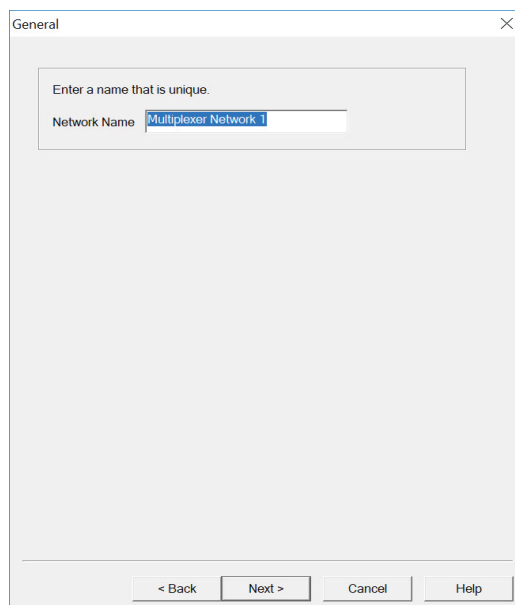 General
Enter a name that is unique.
Network Name Multiplexer Network 1
< Back Next > Cancel Help